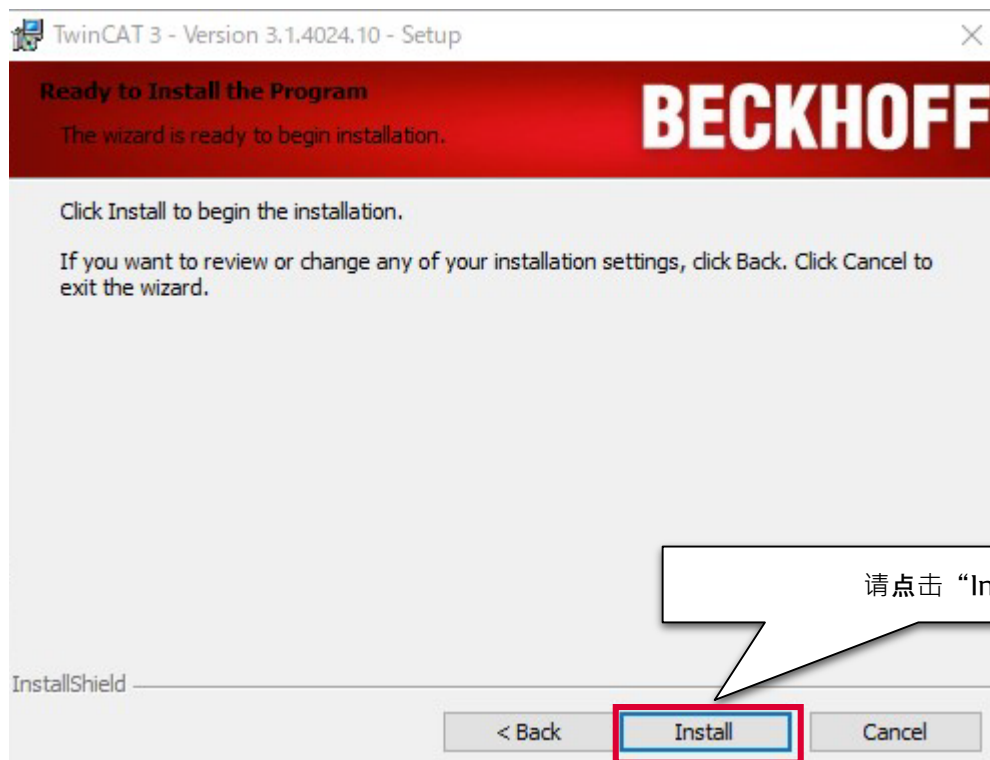 TwinCAT 3 - Version 3.1.4024.10 - Setup
Ready to Install the Program
BECKHOFF
The wizard is ready to begin installation.
Click Install to begin the installation.
If you want to review or change any of your installation settings, click Back. Click Cancel to
exit the wizard.
请点击“In
InstallShield
< Back
Install
Cancel